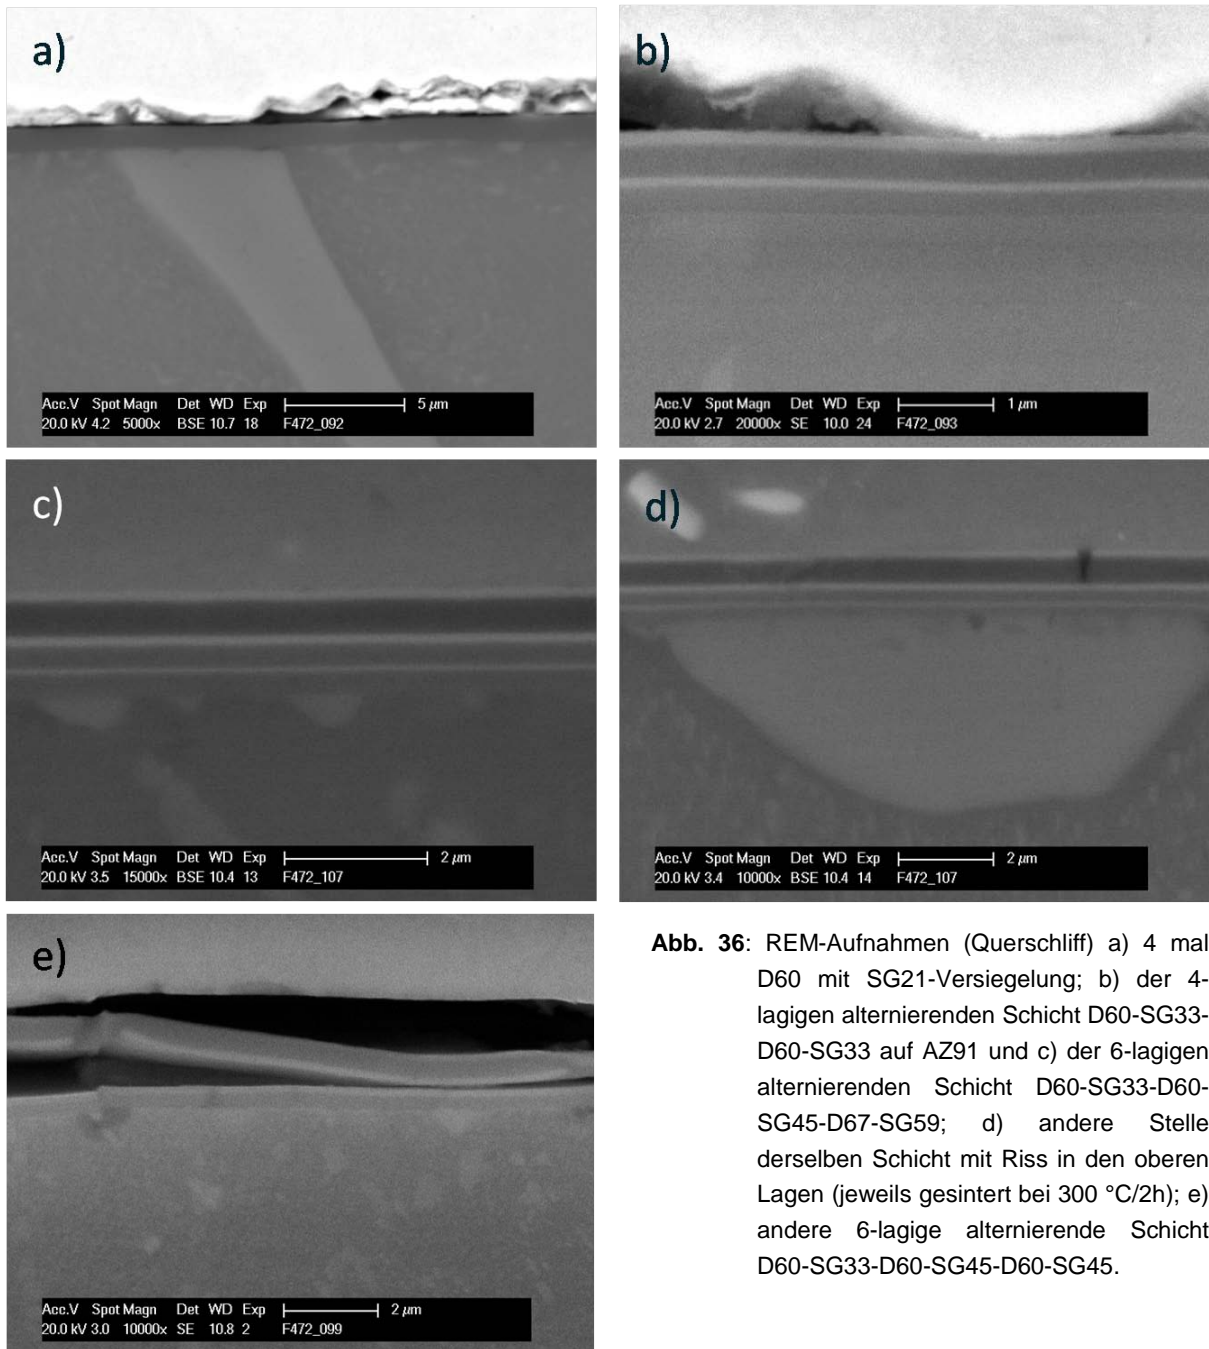 a)
Acc.V Spot Magn Det WD Exp 5 µm
20.0 kV 4.2 5000x BSE 10.7 18 F472_092
b)
Acc.V Spot Magn Det WD Exp 1 µm
20.0 kV 2.7 20000x SE 10.0 24 F472_093
c)
Acc.V Spot Magn Det WD Exp 2 µm
20.0 kV 3.5 15000x BSE 10.4 13 F472_107
d)
Acc.V Spot Magn Det WD Exp 2 µm
20.0 kV 3.4 10000x BSE 10.4 14 F472_107
e)
Acc.V Spot Magn Det WD Exp 2 µm
20.0 kV 3.0 10000x SE 10.8 2 F472_099
Abb. 36: REM-Aufnahmen (Querschliff) a) 4 mal
D60 mit SG21-Versiegelung; b) der 4-
lagigen alternierenden Schicht D60-SG33-
D60-SG33 auf AZ91 und c) der 6-lagigen
alternierenden Schicht D60-SG33-D60-
SG45-D67-SG59; d) andere Stelle
derselben Schicht mit Riss in den oberen
Lagen (jeweils gesintert bei 300 °C/2h); e)
andere 6-lagige alternierende Schicht
D60-SG33-D60-SG45-D60-SG45.